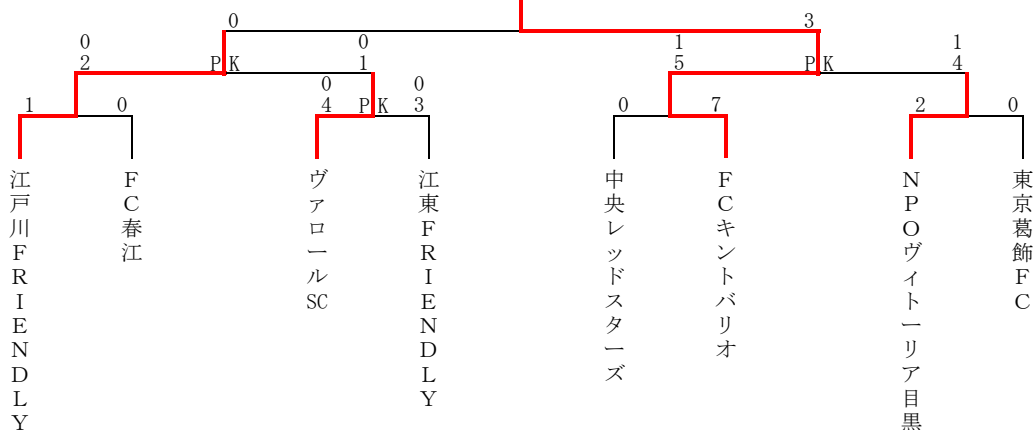 0 3
0 0 1 1
2 PK 1 5 PK 4
0 0
1 0 4 PK 3 0 7 2 0
江戸川FRIENDLY
FC春江
ヴァロールSC
江東FRIENDLY
中央レッドスターズ
FCキントバリオ
NPOヴィトーリア目黒
東京葛飾FC